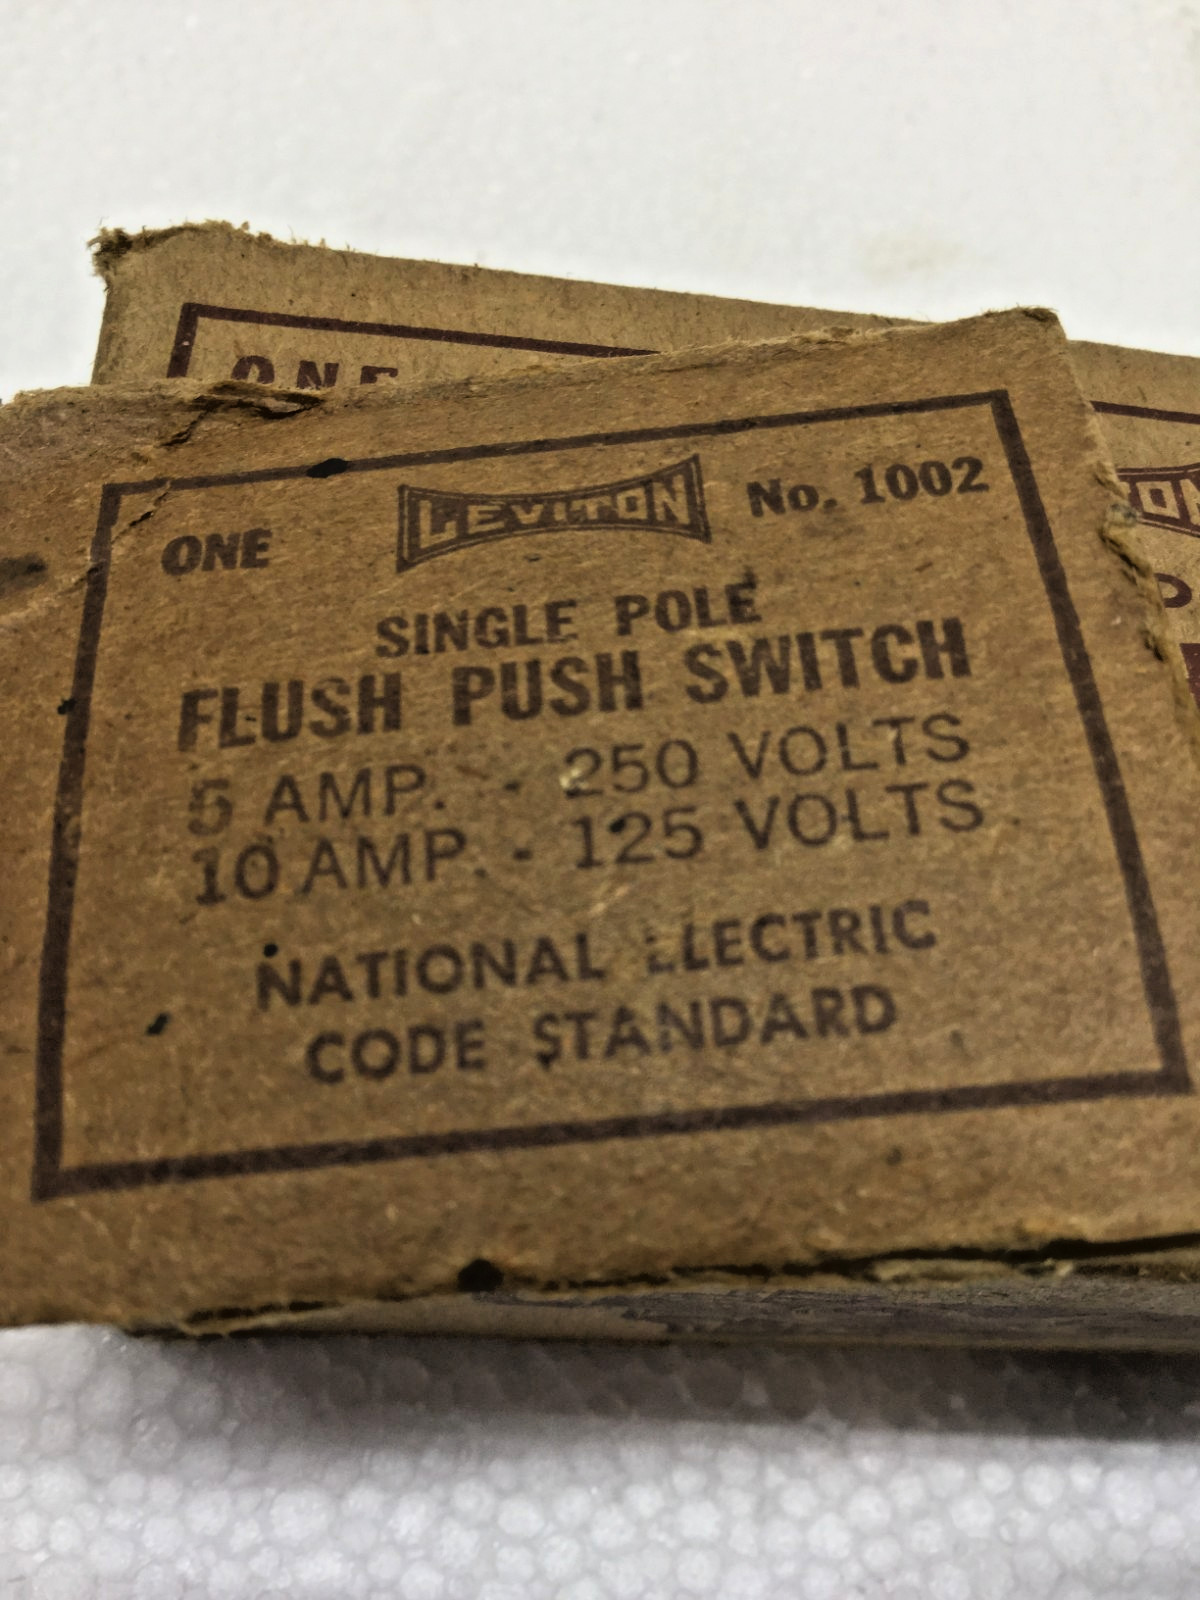 ONE
ONE LEVITON No. 1002
SINGLE POLE
FLUSH PUSH SWITCH
5 AMP. - 250 VOLTS
10 AMP. - 125 VOLTS
NATIONAL ELECTRIC
CODE STANDARD